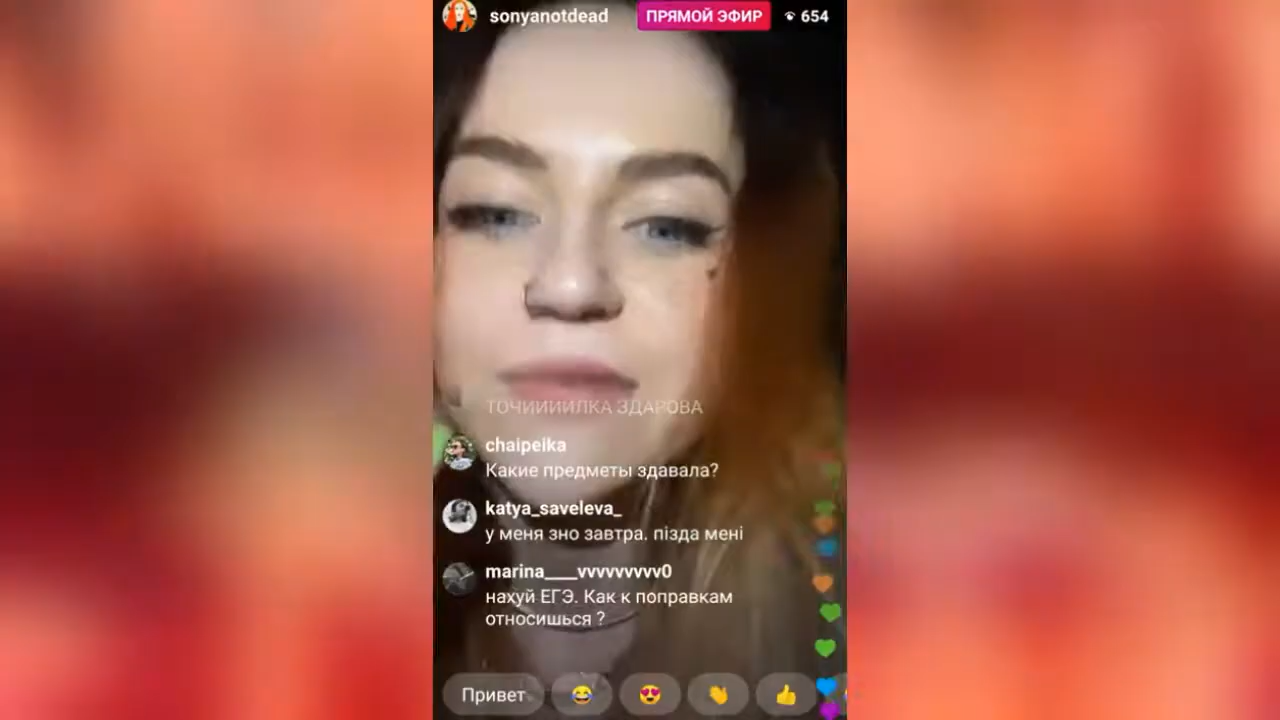 sonyanotdead
ПРЯМОЙ ЭФИР
654
ТОЧИИИИЛКА ЗДАРОВА
chaipeika
Какие предметы здавала?
katya_saveleva_
у меня зно завтра. пізда мені
marina____vvvvvvvvv0
нахуй ЕГЭ. Как к поправкам
относишься ?
Привет